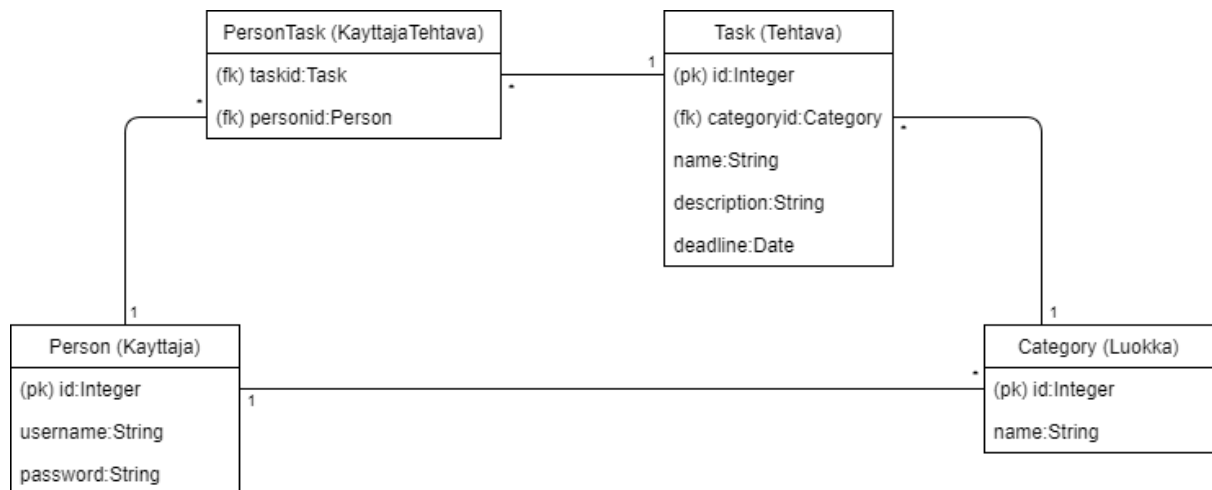 PersonTask (KayttajaTehtava)
(fk) taskid:Task
(fk) personid:Person
*
*
1
Task (Tehtava)
(pk) id:Integer
(fk) categoryid:Category
name:String
description:String
deadline:Date
*
1
1
Person (Kayttaja)
(pk) id:Integer
username:String
password:String
1
*
Category (Luokka)
(pk) id:Integer
name:String